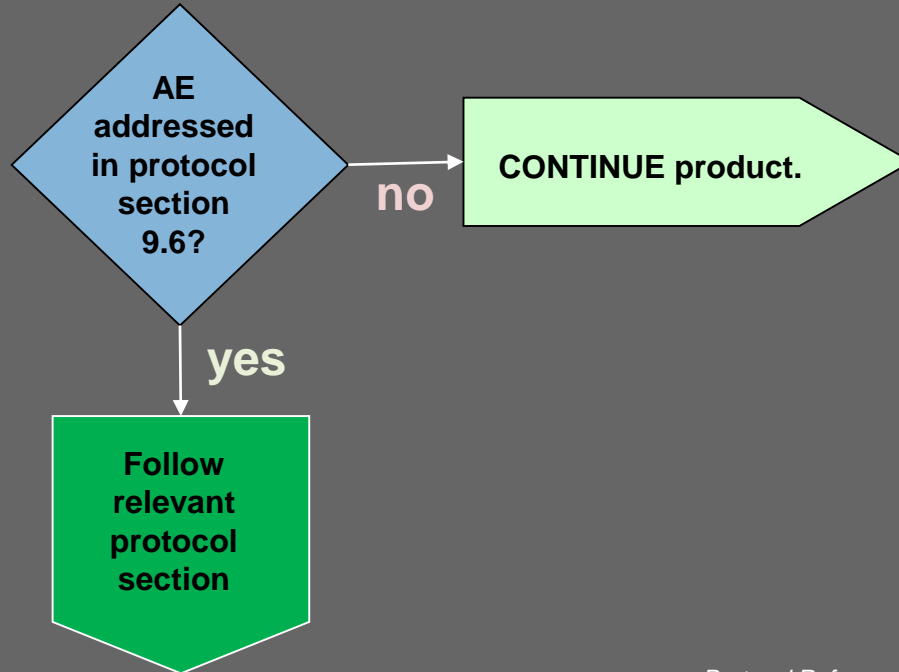 AE
addressed
in protocol
section
9.6?
no
CONTINUE product.
yes
Follow
relevant
protocol
section